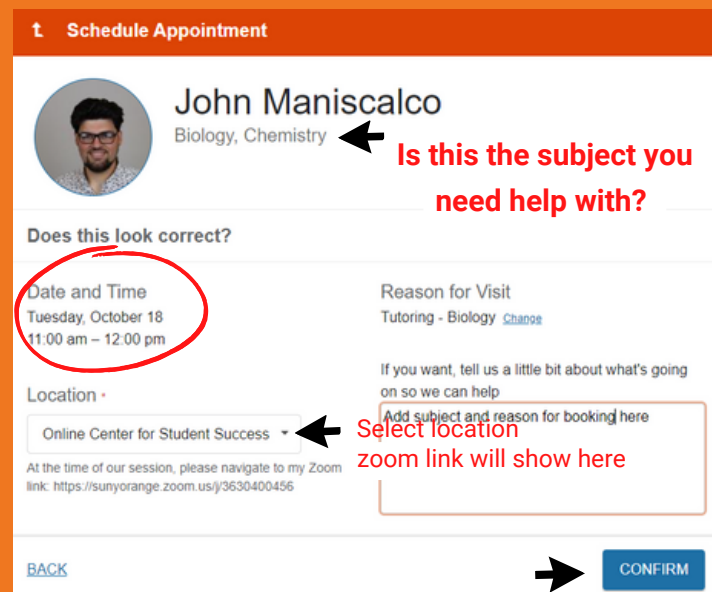 Schedule Appointment
John Maniscalco
Biology, Chemistry
Is this the subject you
need help with?
Does this look correct?
Date and Time
Tuesday, October 18
11:00 am – 12:00 pm
Location
Online Center for Student Success
At the time of our session, please navigate to my Zoom
link: https://sunyorange.zoom.us/j/3630400456
Reason for Visit
Tutoring - Biology Change
If you want, tell us a little bit about what's going
on so we can help
Add subject and reason for booking here
Select location
zoom link will show here
BACK
CONFIRM